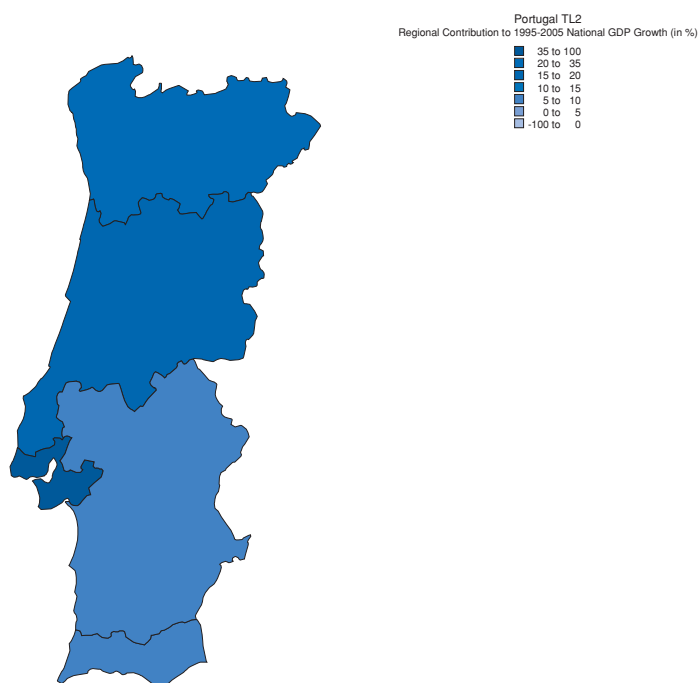 Portugal TL2
Regional Contribution to 1995-2005 National GDP Growth (in %)
35 to 100
20 to 35
15 to 20
10 to 15
5 to 10
0 to 5
-100 to 0